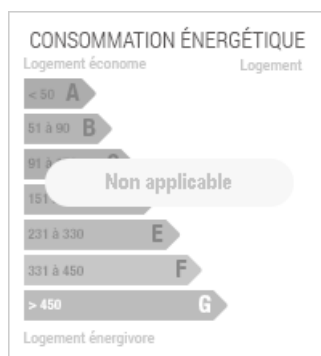 CONSOMMATION ÉNERGÉTIQUE
Logement économe
Logement
< 50 A
51 à 90 B
91 à
Non applicable
151
231 à 330 E
331 à 450 F
> 450 G
Logement énergivore